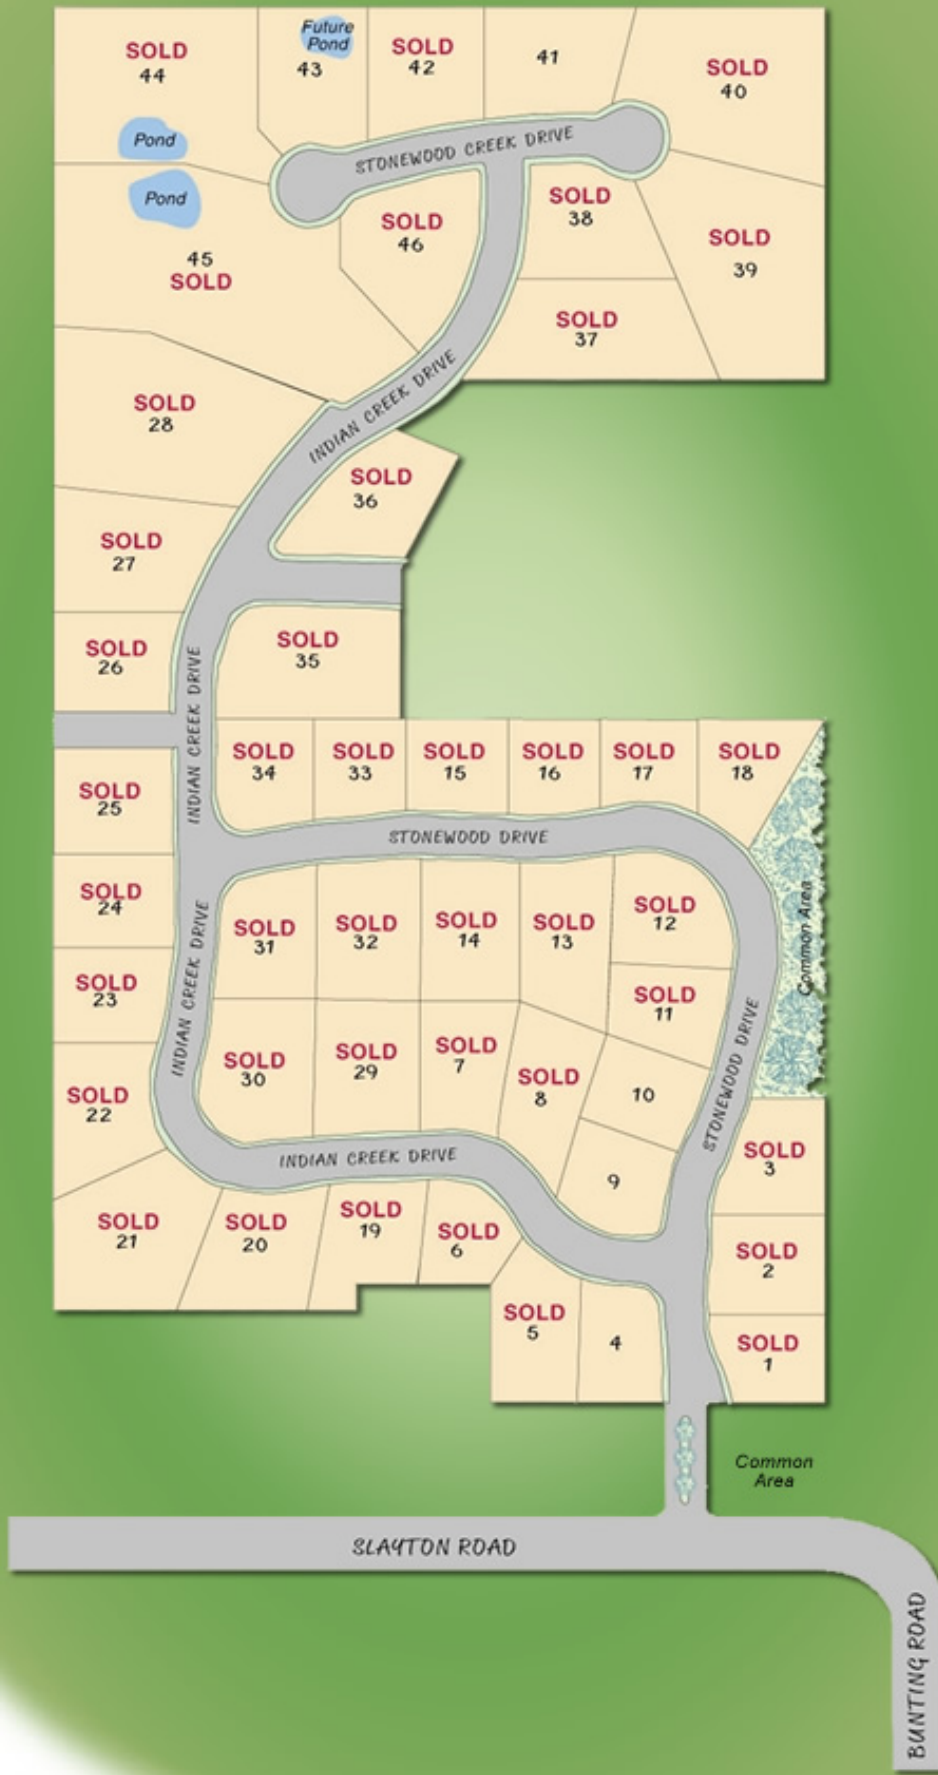 SOLD
44
Future
Pond
43
SOLD
42
41
SOLD
40
Pond
STONEWOOD CREEK DRIVE
Pond
SOLD
38
SOLD
46
SOLD
39
45
SOLD
SOLD
37
INDIAN CREEK DRIVE
SOLD
28
SOLD
36
SOLD
27
SOLD
26
SOLD
35
INDIAN CREEK DRIVE
SOLD
34
SOLD
33
SOLD
15
SOLD
16
SOLD
17
SOLD
18
SOLD
25
STONEWOOD DRIVE
SOLD
24
SOLD
31
SOLD
32
SOLD
14
SOLD
13
SOLD
12
Common Area
INDIAN CREEK DRIVE
SOLD
23
SOLD
11
STONEWOOD DRIVE
SOLD
30
SOLD
29
SOLD
7
SOLD
8
10
SOLD
22
SOLD
3
INDIAN CREEK DRIVE
9
SOLD
21
SOLD
20
SOLD
19
SOLD
6
SOLD
2
SOLD
5
4
SOLD
1
Common
Area
SLAYTON ROAD
BUNTING ROAD